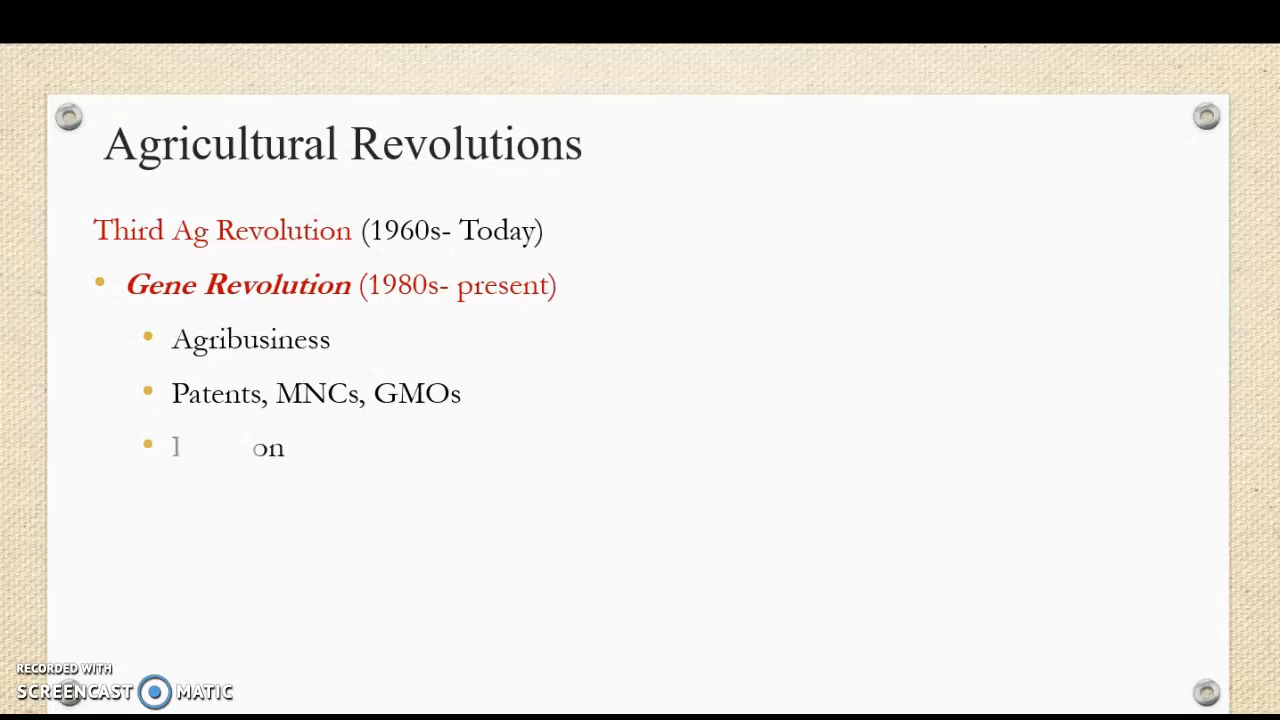 Agricultural Revolutions
Third Ag Revolution (1960s- Today)
Gene Revolution (1980s- present)
Agribusiness
Patents, MNCs, GMOs
RECORDED WITH
SCREENCAST MATIC